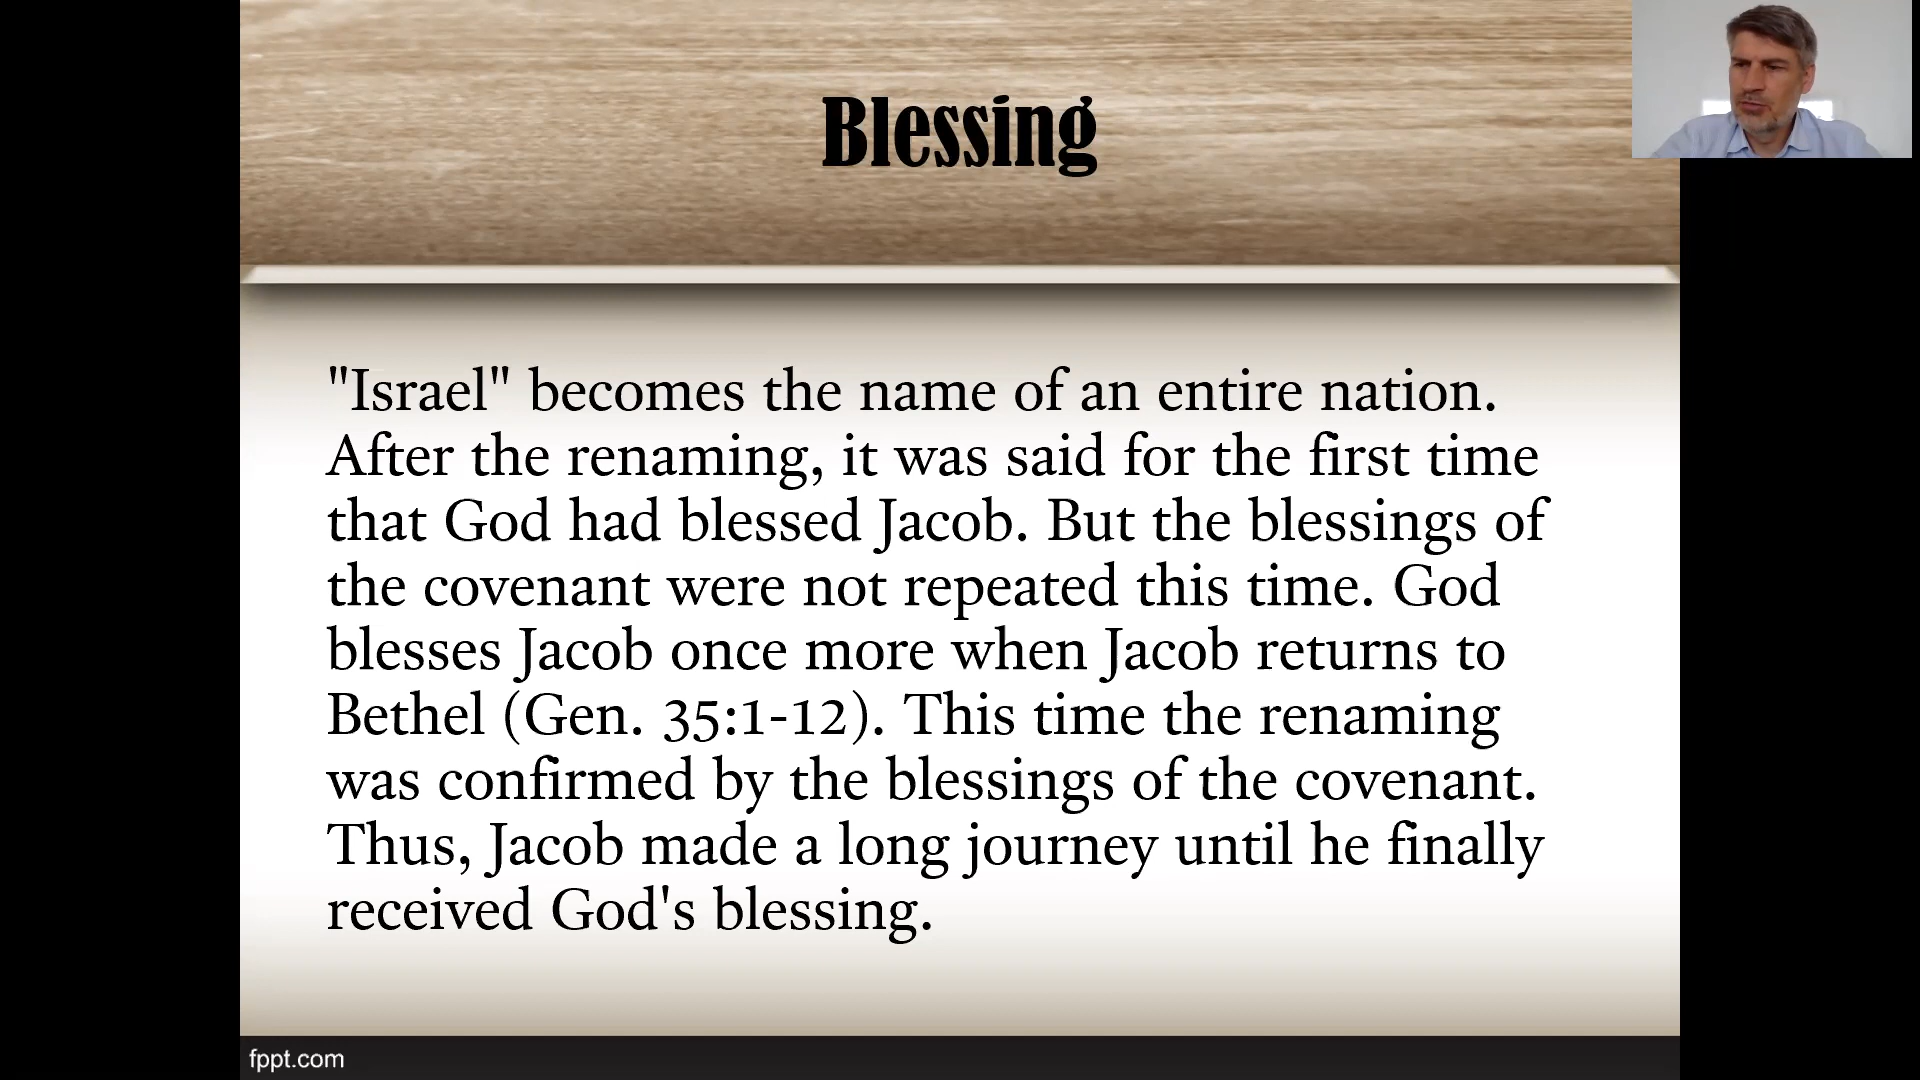 Blessing
"Israel" becomes the name of an entire nation.
After the renaming, it was said for the first time
that God had blessed Jacob. But the blessings of
the covenant were not repeated this time. God
blesses Jacob once more when Jacob returns to
Bethel (Gen. 35:1-12). This time the renaming
was confirmed by the blessings of the covenant.
Thus, Jacob made a long journey until he finally
received God's blessing.
fppt.com